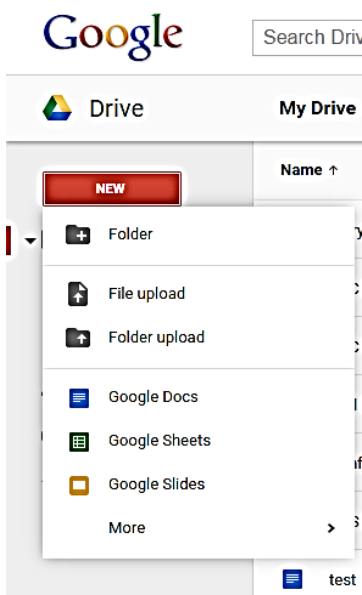 Google
Search Driv
Drive
My Drive
Name ↑
NEW
Folder
File upload
Folder upload
Google Docs
Google Sheets
Google Slides
More
test